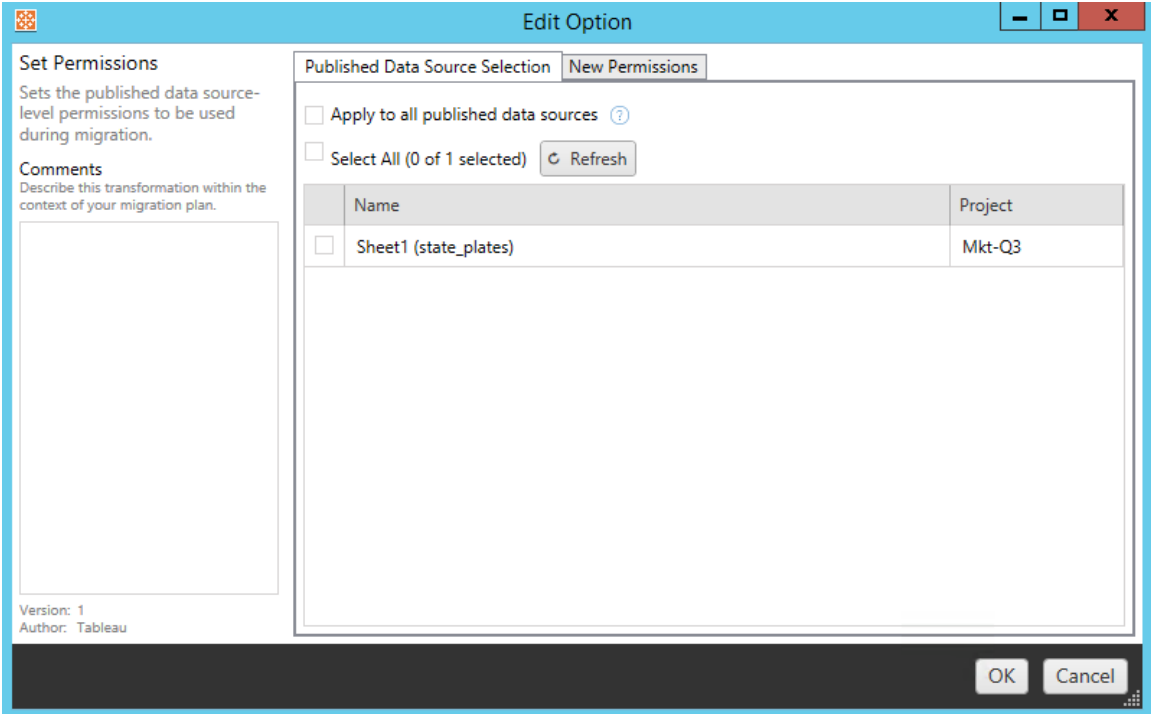 Edit Option
Set Permissions
Sets the published data source-
level permissions to be used
during migration.
Comments
Describe this transformation within the
context of your migration plan.
Version: 1
Author: Tableau
Published Data Source Selection
New Permissions
Apply to all published data sources ?
Select All (0 of 1 selected)
Refresh
Name
Project
Sheet1 (state_plates)
Mkt-Q3
OK
Cancel